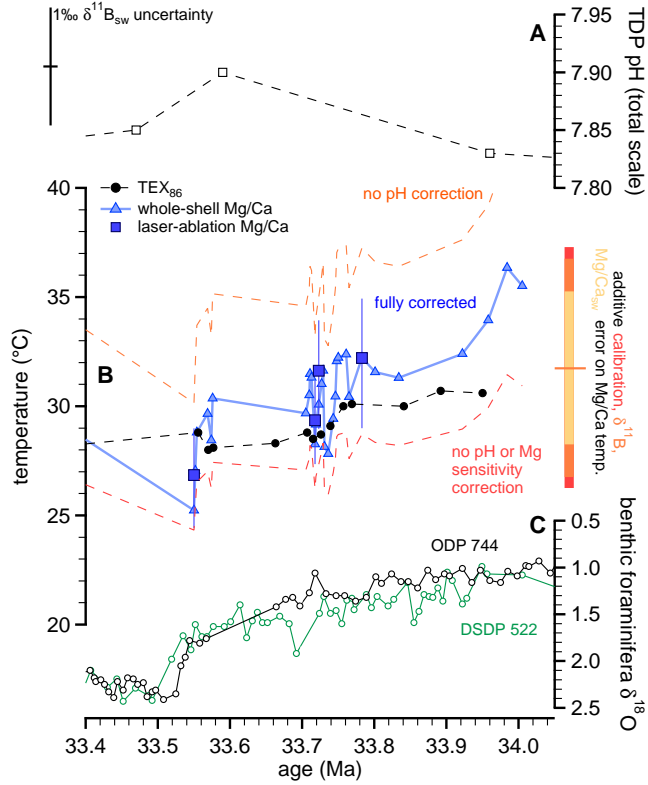 1‰ δ¹¹B_sw uncertainty
A
7.95
7.90
7.85
7.80
TDP pH (total scale)
40
35
30
25
20
temperature (°C)
TEX₈₆
whole-shell Mg/Ca
laser-ablation Mg/Ca
no pH correction
fully corrected
B
no pH or Mg
sensitivity
correction
Mg/Ca_sw
additive calibration, δ¹¹B,
error on Mg/Ca temp.
C
ODP 744
DSDP 522
0.5
1.0
1.5
2.0
2.5
benthic foraminifera δ¹⁸O
33.4
33.5
33.6
33.7
33.8
33.9
34.0
age (Ma)